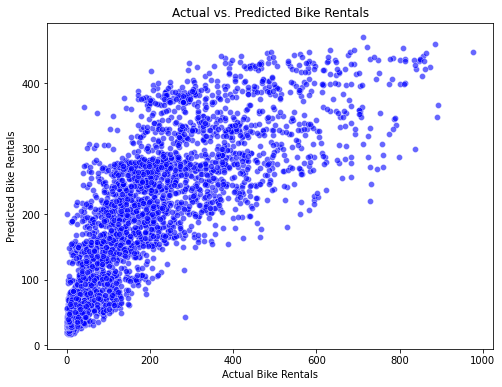 Actual vs. Predicted Bike Rentals
Predicted Bike Rentals
400
300
200
100
0
0 200 400 600 800 1000
Actual Bike Rentals